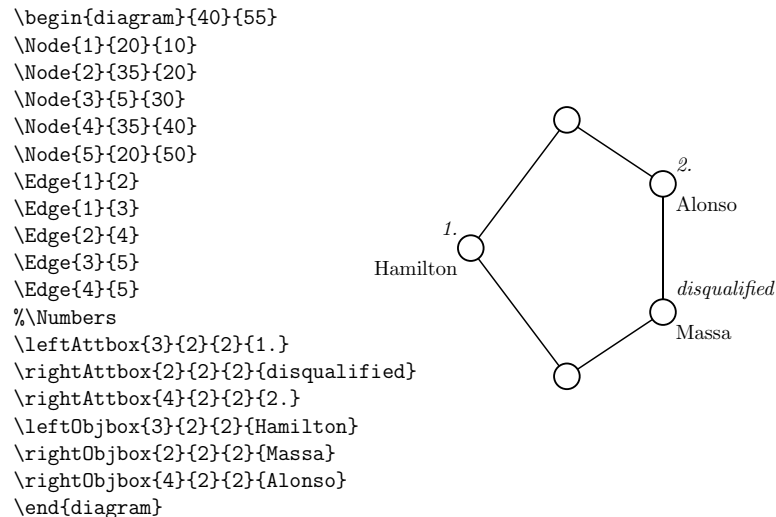 \begin{diagram}{40}{55}
\Node{1}{20}{10}
\Node{2}{35}{20}
\Node{3}{5}{30}
\Node{4}{35}{40}
\Node{5}{20}{50}
\Edge{1}{2}
\Edge{1}{3}
\Edge{2}{4}
\Edge{3}{5}
\Edge{4}{5}
%\Numbers
\leftAttbox{3}{2}{2}{1.}
\rightAttbox{2}{2}{2}{disqualified}
\rightAttbox{4}{2}{2}{2.}
\leftObjbox{3}{2}{2}{Hamilton}
\rightObjbox{2}{2}{2}{Massa}
\rightObjbox{4}{2}{2}{Alonso}
\end{diagram}
2.
Alonso
1.
Hamilton
disqualified
Massa